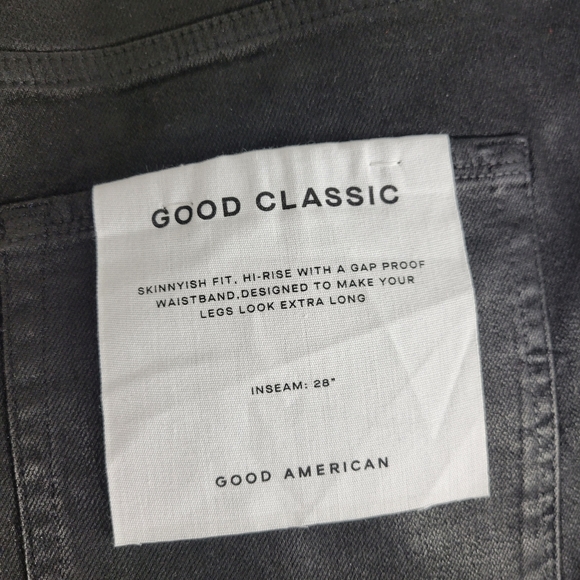 GOOD CLASSIC
SKINNYISH FIT, HI-RISE WITH A GAP PROOF
WAISTBAND.DESIGNED TO MAKE YOUR
LEGS LOOK EXTRA LONG
INSEAM: 28"
GOOD AMERICAN